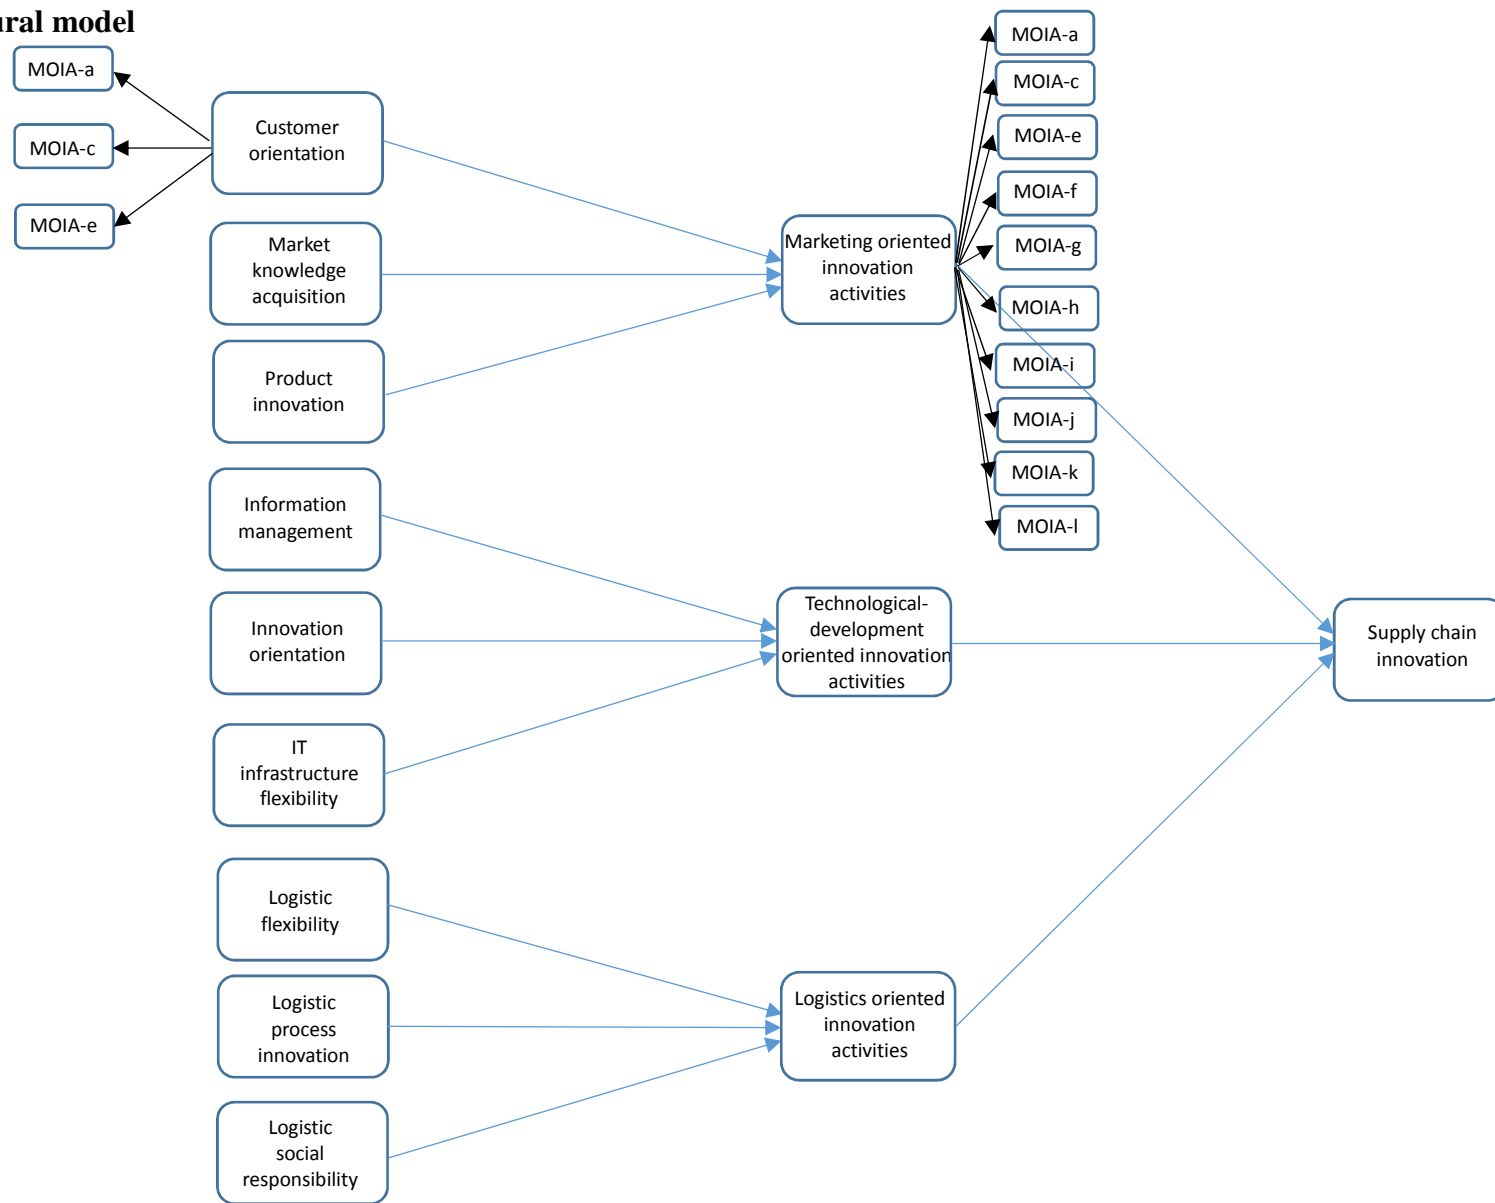 ural model
MOIA-a
MOIA-c
MOIA-e
Customer
orientation
Market
knowledge
acquisition
Product
innovation
Information
management
Innovation
orientation
IT
infrastructure
flexibility
Logistic
flexibility
Logistic
process
innovation
Logistic
social
responsibility
Marketing oriented
innovation
activities
Technological-
development
oriented innovation
activities
Logistics oriented
innovation
activities
MOIA-a
MOIA-c
MOIA-e
MOIA-f
MOIA-g
MOIA-h
MOIA-i
MOIA-j
MOIA-k
MOIA-l
Supply chain
innovation